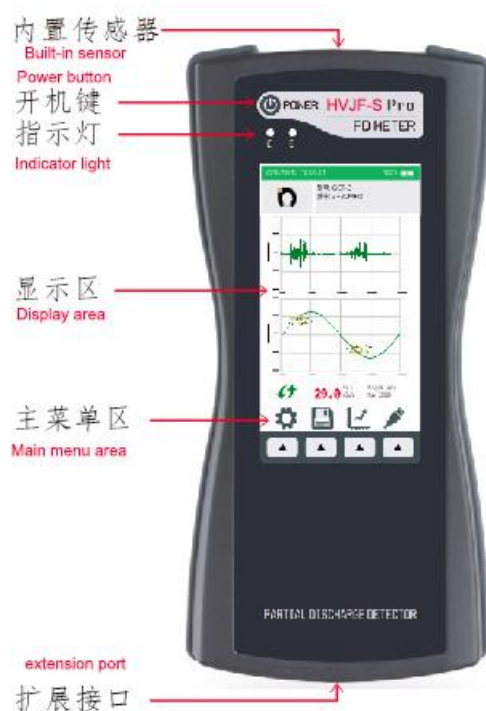 内置传感器
Built-in sensor
Power button
开机键
POWER HVJF-S Pro
指示灯
PD METER
Indicator light
显示区
Display area
29.0
主菜单区
Main menu area
PARTIAL DISCHARGE DETECTOR
extension port
扩展接口